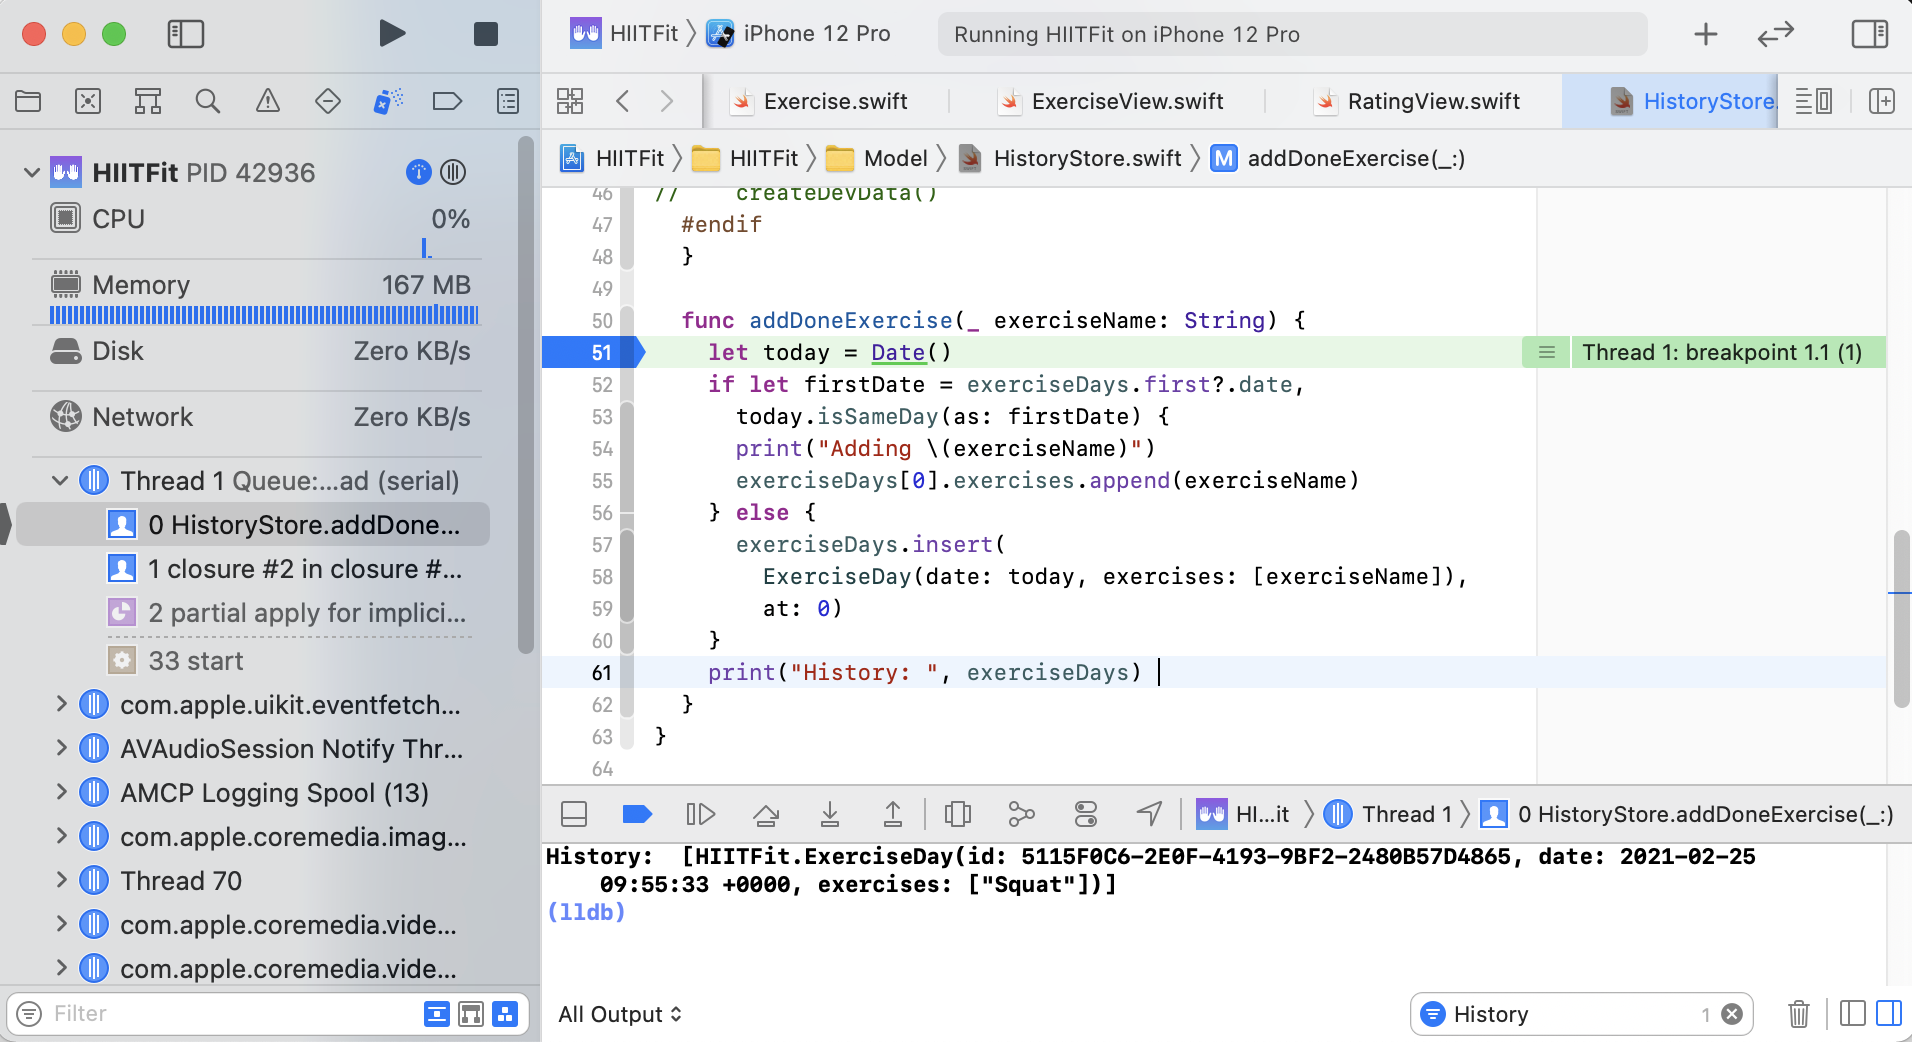 HIITFit
iPhone 12 Pro
Running HIITFit on iPhone 12 Pro
Exercise.swift
ExerciseView.swift
RatingView.swift
HistoryStore.
HIITFit
HIITFit
Model
HistoryStore.swift
M
addDoneExercise(_:)
HIITFit PID 42936
CPU 0%
Memory 167 MB
Disk Zero KB/s
Network Zero KB/s
Thread 1 Queue:...ad (serial)
0 HistoryStore.addDone...
1 closure #2 in closure #...
2 partial apply for implici...
33 start
com.apple.uikit.eventfetch...
AVAudioSession Notify Thr...
AMCP Logging Spool (13)
com.apple.coremedia.imag...
Thread 70
com.apple.coremedia.vide...
com.apple.coremedia.vide...
Filter
46 // createDevData()
47 #endif
48 }
49
50 func addDoneExercise(_ exerciseName: String) {
51 let today = Date()
Thread 1: breakpoint 1.1 (1)
52 if let firstDate = exerciseDays.first?.date,
53 today.isSameDay(as: firstDate) {
54 print("Adding \(exerciseName)")
55 exerciseDays[0].exercises.append(exerciseName)
56 } else {
57 exerciseDays.insert(
58 ExerciseDay(date: today, exercises: [exerciseName]),
59 at: 0)
60 }
61 print("History: ", exerciseDays)
62 }
63 }
64
HI...it
Thread 1
0 HistoryStore.addDoneExercise(_:)
History:  [HIITFit.ExerciseDay(id: 5115F0C6-2E0F-4193-9BF2-2480B57D4865, date: 2021-02-25
09:55:33 +0000, exercises: ["Squat"])]
(lldb)
All Output
History 1